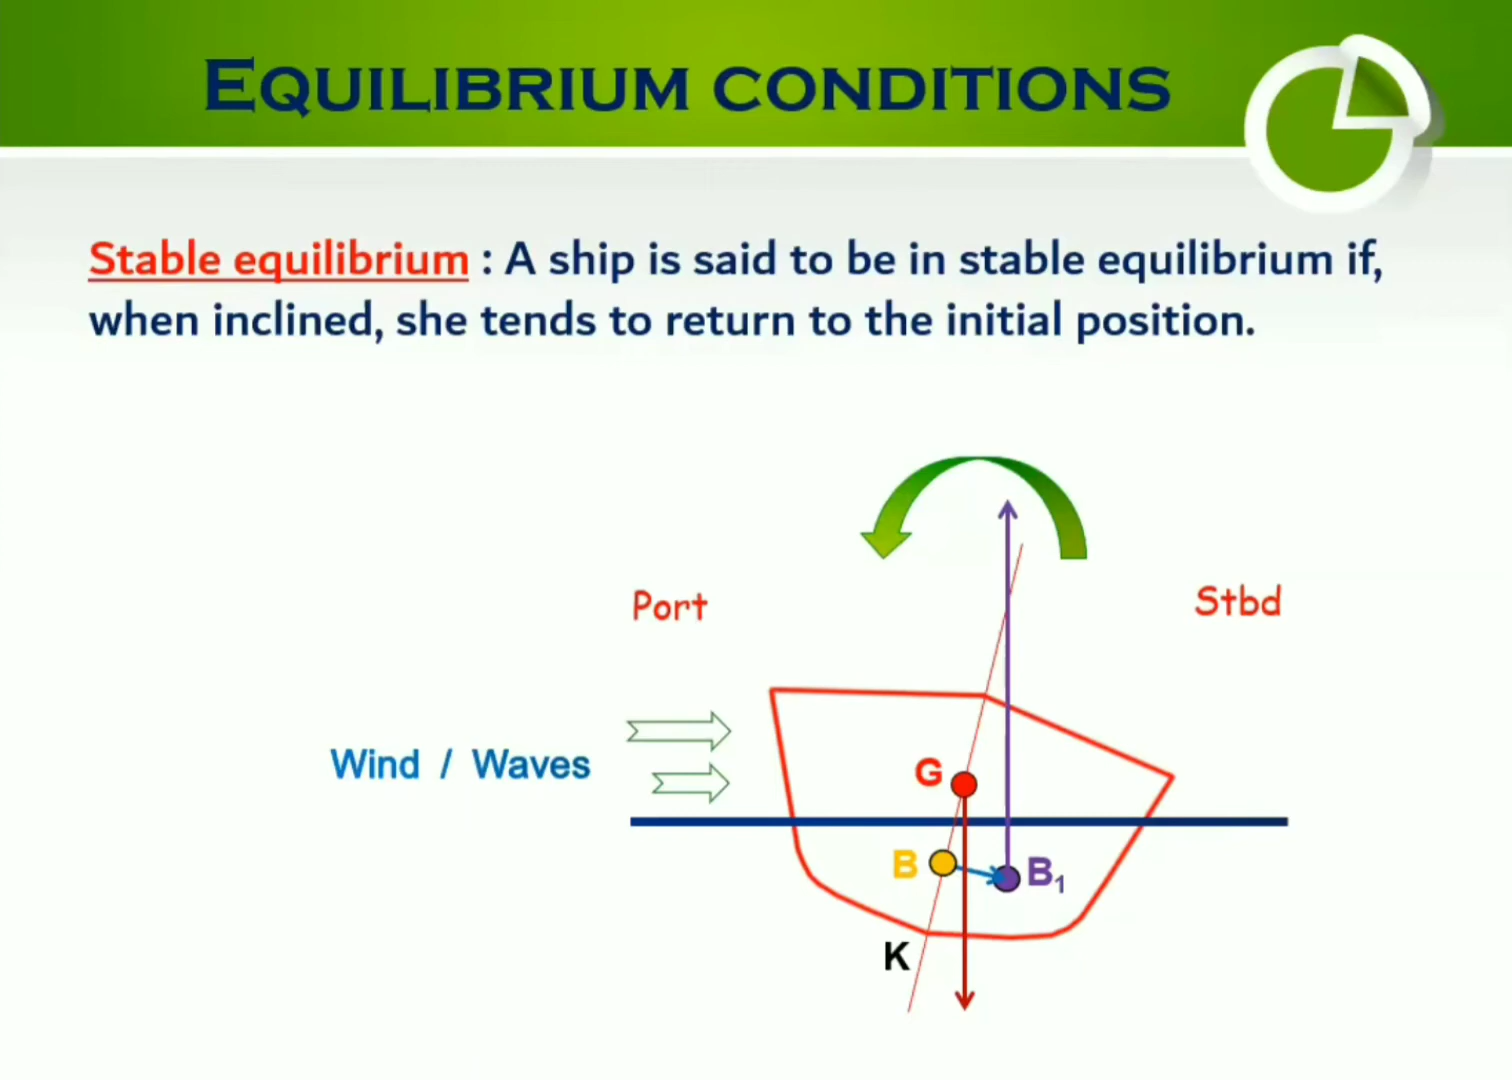 EQUILIBRIUM CONDITIONS
Stable equilibrium : A ship is said to be in stable equilibrium if,
when inclined, she tends to return to the initial position.
Port
Stbd
Wind / Waves
G
B
B₁
K